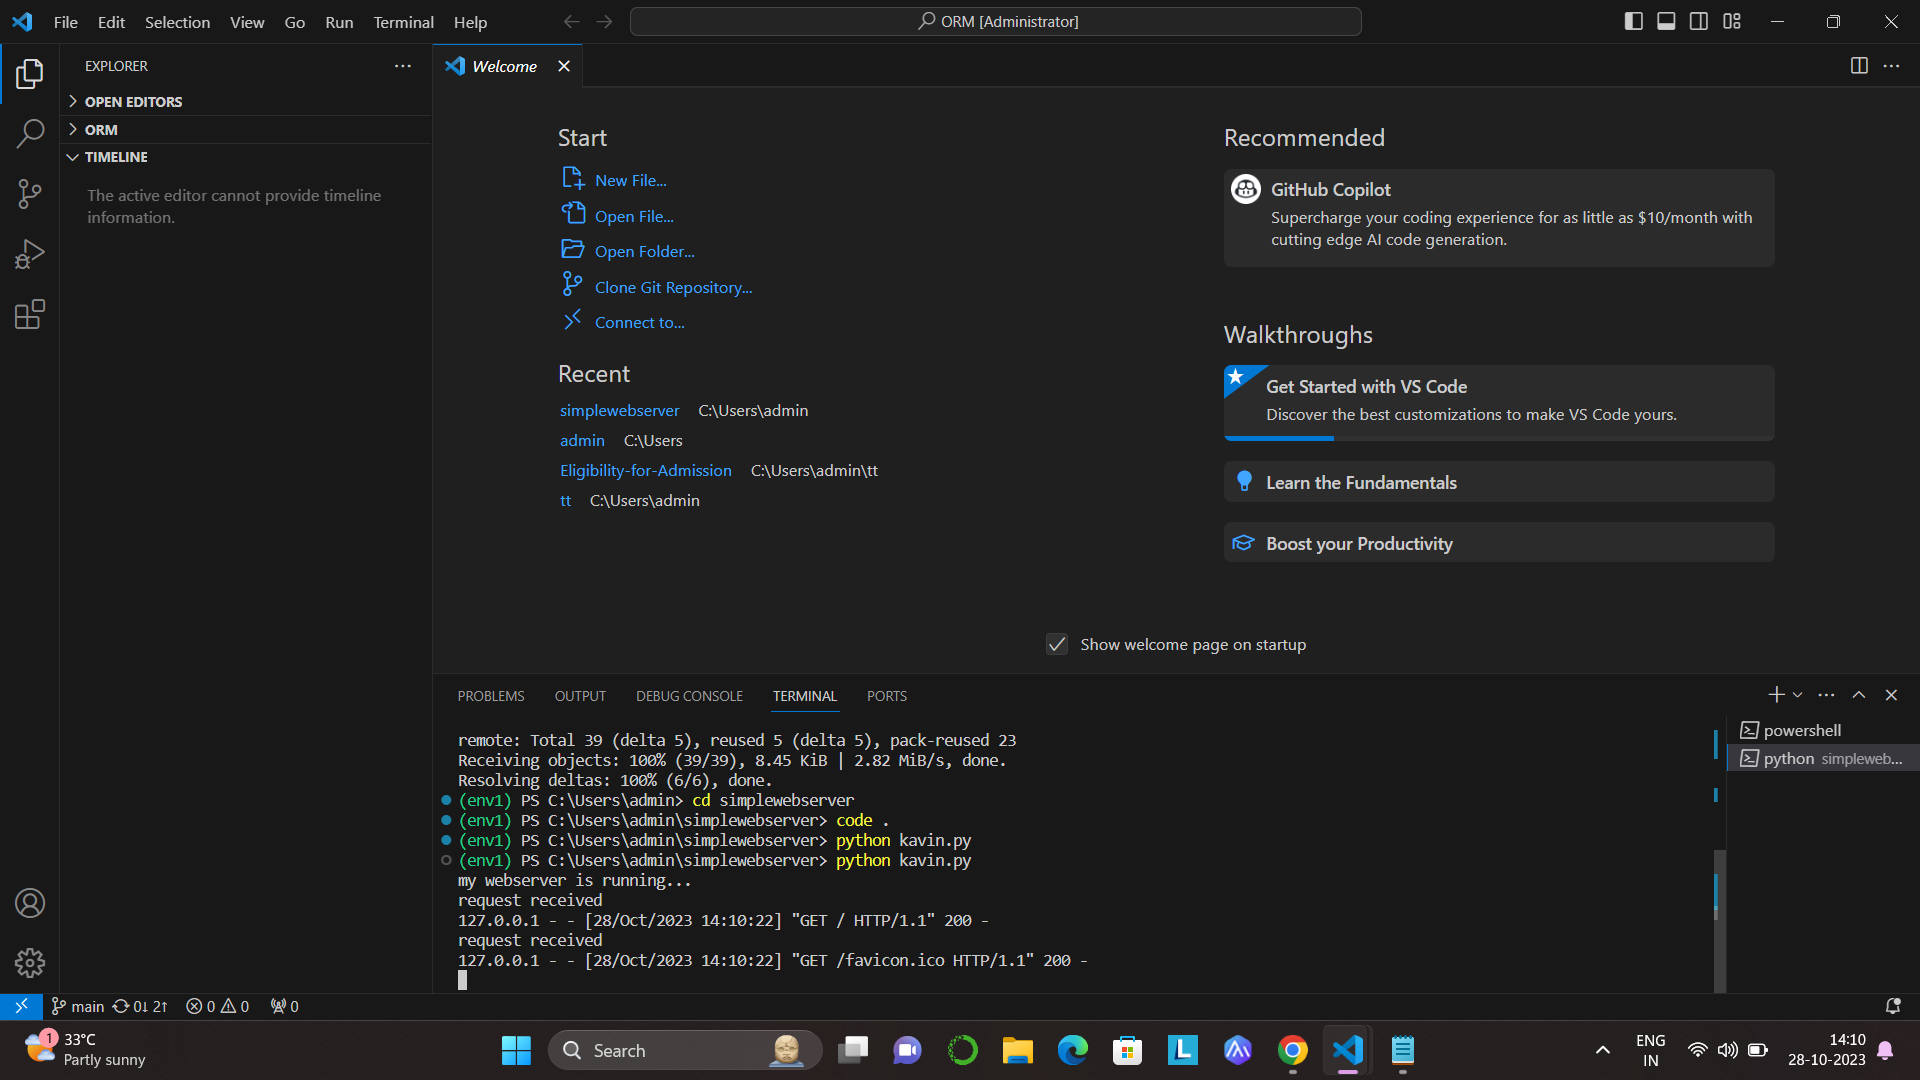 File Edit Selection View Go Run Terminal Help
ORM [Administrator]
EXPLORER
OPEN EDITORS
ORM
TIMELINE
The active editor cannot provide timeline
information.
Welcome
Start
New File...
Open File...
Open Folder...
Clone Git Repository...
Connect to...
Recent
simplewebserver C:\Users\admin
admin C:\Users
Eligibility-for-Admission C:\Users\admin\tt
tt C:\Users\admin
Recommended
GitHub Copilot
Supercharge your coding experience for as little as $10/month with
cutting edge AI code generation.
Walkthroughs
Get Started with VS Code
Discover the best customizations to make VS Code yours.
Learn the Fundamentals
Boost your Productivity
Show welcome page on startup
PROBLEMS OUTPUT DEBUG CONSOLE TERMINAL PORTS
remote: Total 39 (delta 5), reused 5 (delta 5), pack-reused 23
Receiving objects: 100% (39/39), 8.45 KiB | 2.82 MiB/s, done.
Resolving deltas: 100% (6/6), done.
(env1) PS C:\Users\admin> cd simplewebserver
(env1) PS C:\Users\admin\simplewebserver> code .
(env1) PS C:\Users\admin\simplewebserver> python kavin.py
(env1) PS C:\Users\admin\simplewebserver> python kavin.py
my webserver is running...
request received
127.0.0.1 - - [28/Oct/2023 14:10:22] "GET / HTTP/1.1" 200 -
request received
127.0.0.1 - - [28/Oct/2023 14:10:22] "GET /favicon.ico HTTP/1.1" 200 -
powershell
python simpleweb...
main 0↓ 2↑ 0 0 0
1
33°C
Partly sunny
Search
L
ENG
IN
14:10
28-10-2023